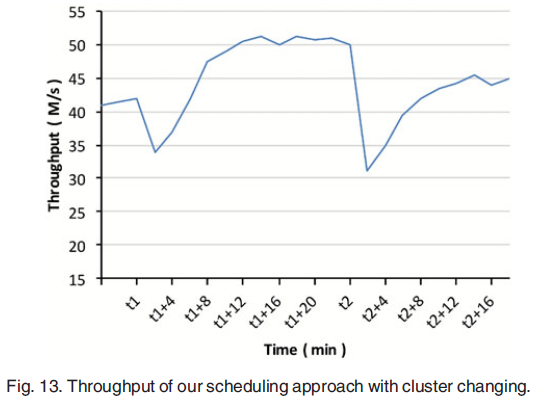 55
50
45
40
35
30
25
20
15
Throughput ( M/s )
t1
t1+4
t1+8
t1+12
t1+16
t1+20
t2
t2+4
t2+8
t2+12
t2+16
Time ( min )
Fig. 13. Throughput of our scheduling approach with cluster changing.